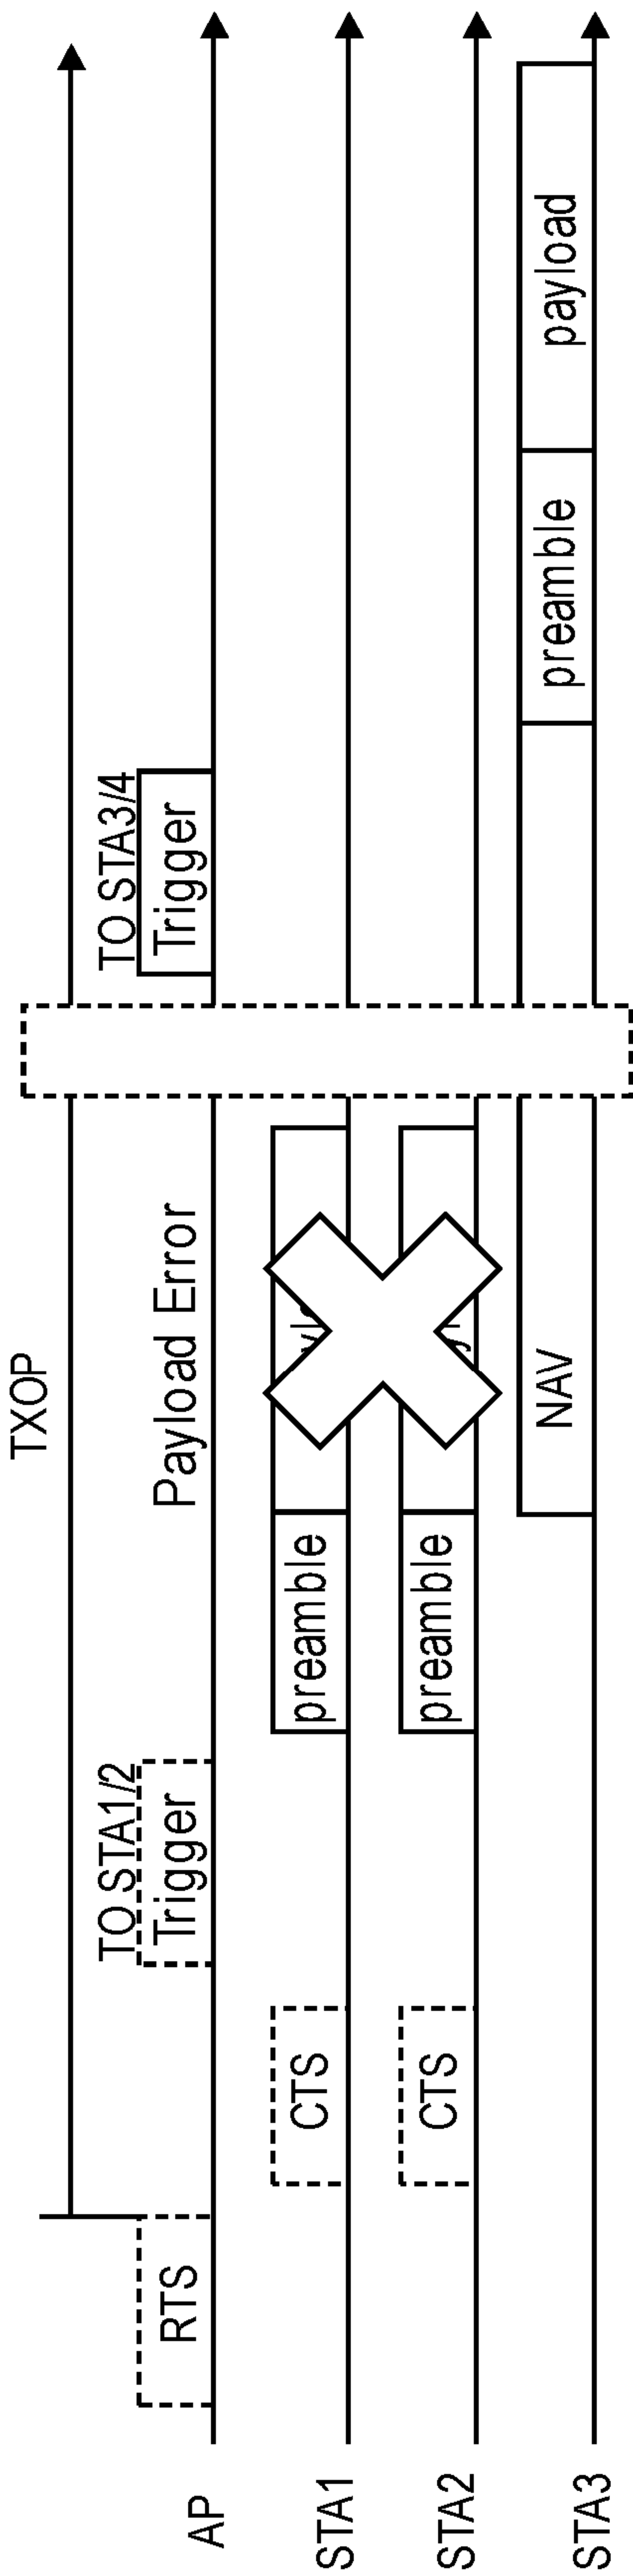 TXOP
TO STA1/2
Payload Error
TO STA3/4
AP
RTS
Trigger
Trigger
STA1
CTS
preamble
STA2
CTS
preamble
STA3
NAV
preamble
payload